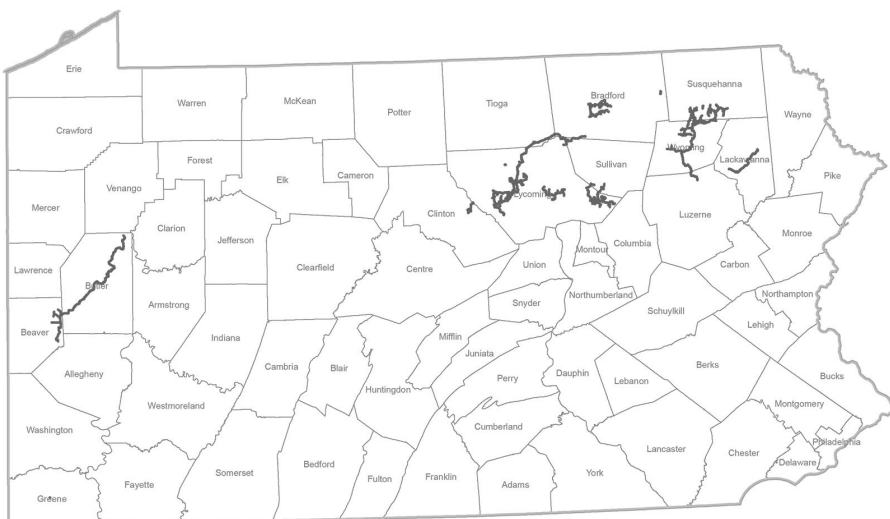 Erie
Warren
McKean
Potter
Tioga
Bradford
Susquehanna
Wayne
Crawford
Forest
Elk
Cameron
Sullivan
Wyoming
Lackawanna
Pike
Venango
Mercer
Clinton
Lycoming
Luzerne
Clarion
Jefferson
Clearfield
Centre
Union
Montour
Columbia
Monroe
Carbon
Lawrence
Butler
Armstrong
Snyder
Northumberland
Schuylkill
Northampton
Lehigh
Beaver
Indiana
Cambria
Blair
Mifflin
Juniata
Allegheny
Huntingdon
Perry
Dauphin
Lebanon
Berks
Bucks
Montgomery
Westmoreland
Washington
Cumberland
Lancaster
Chester
Philadelphia
Delaware
Greene
Fayette
Somerset
Bedford
Fulton
Franklin
Adams
York